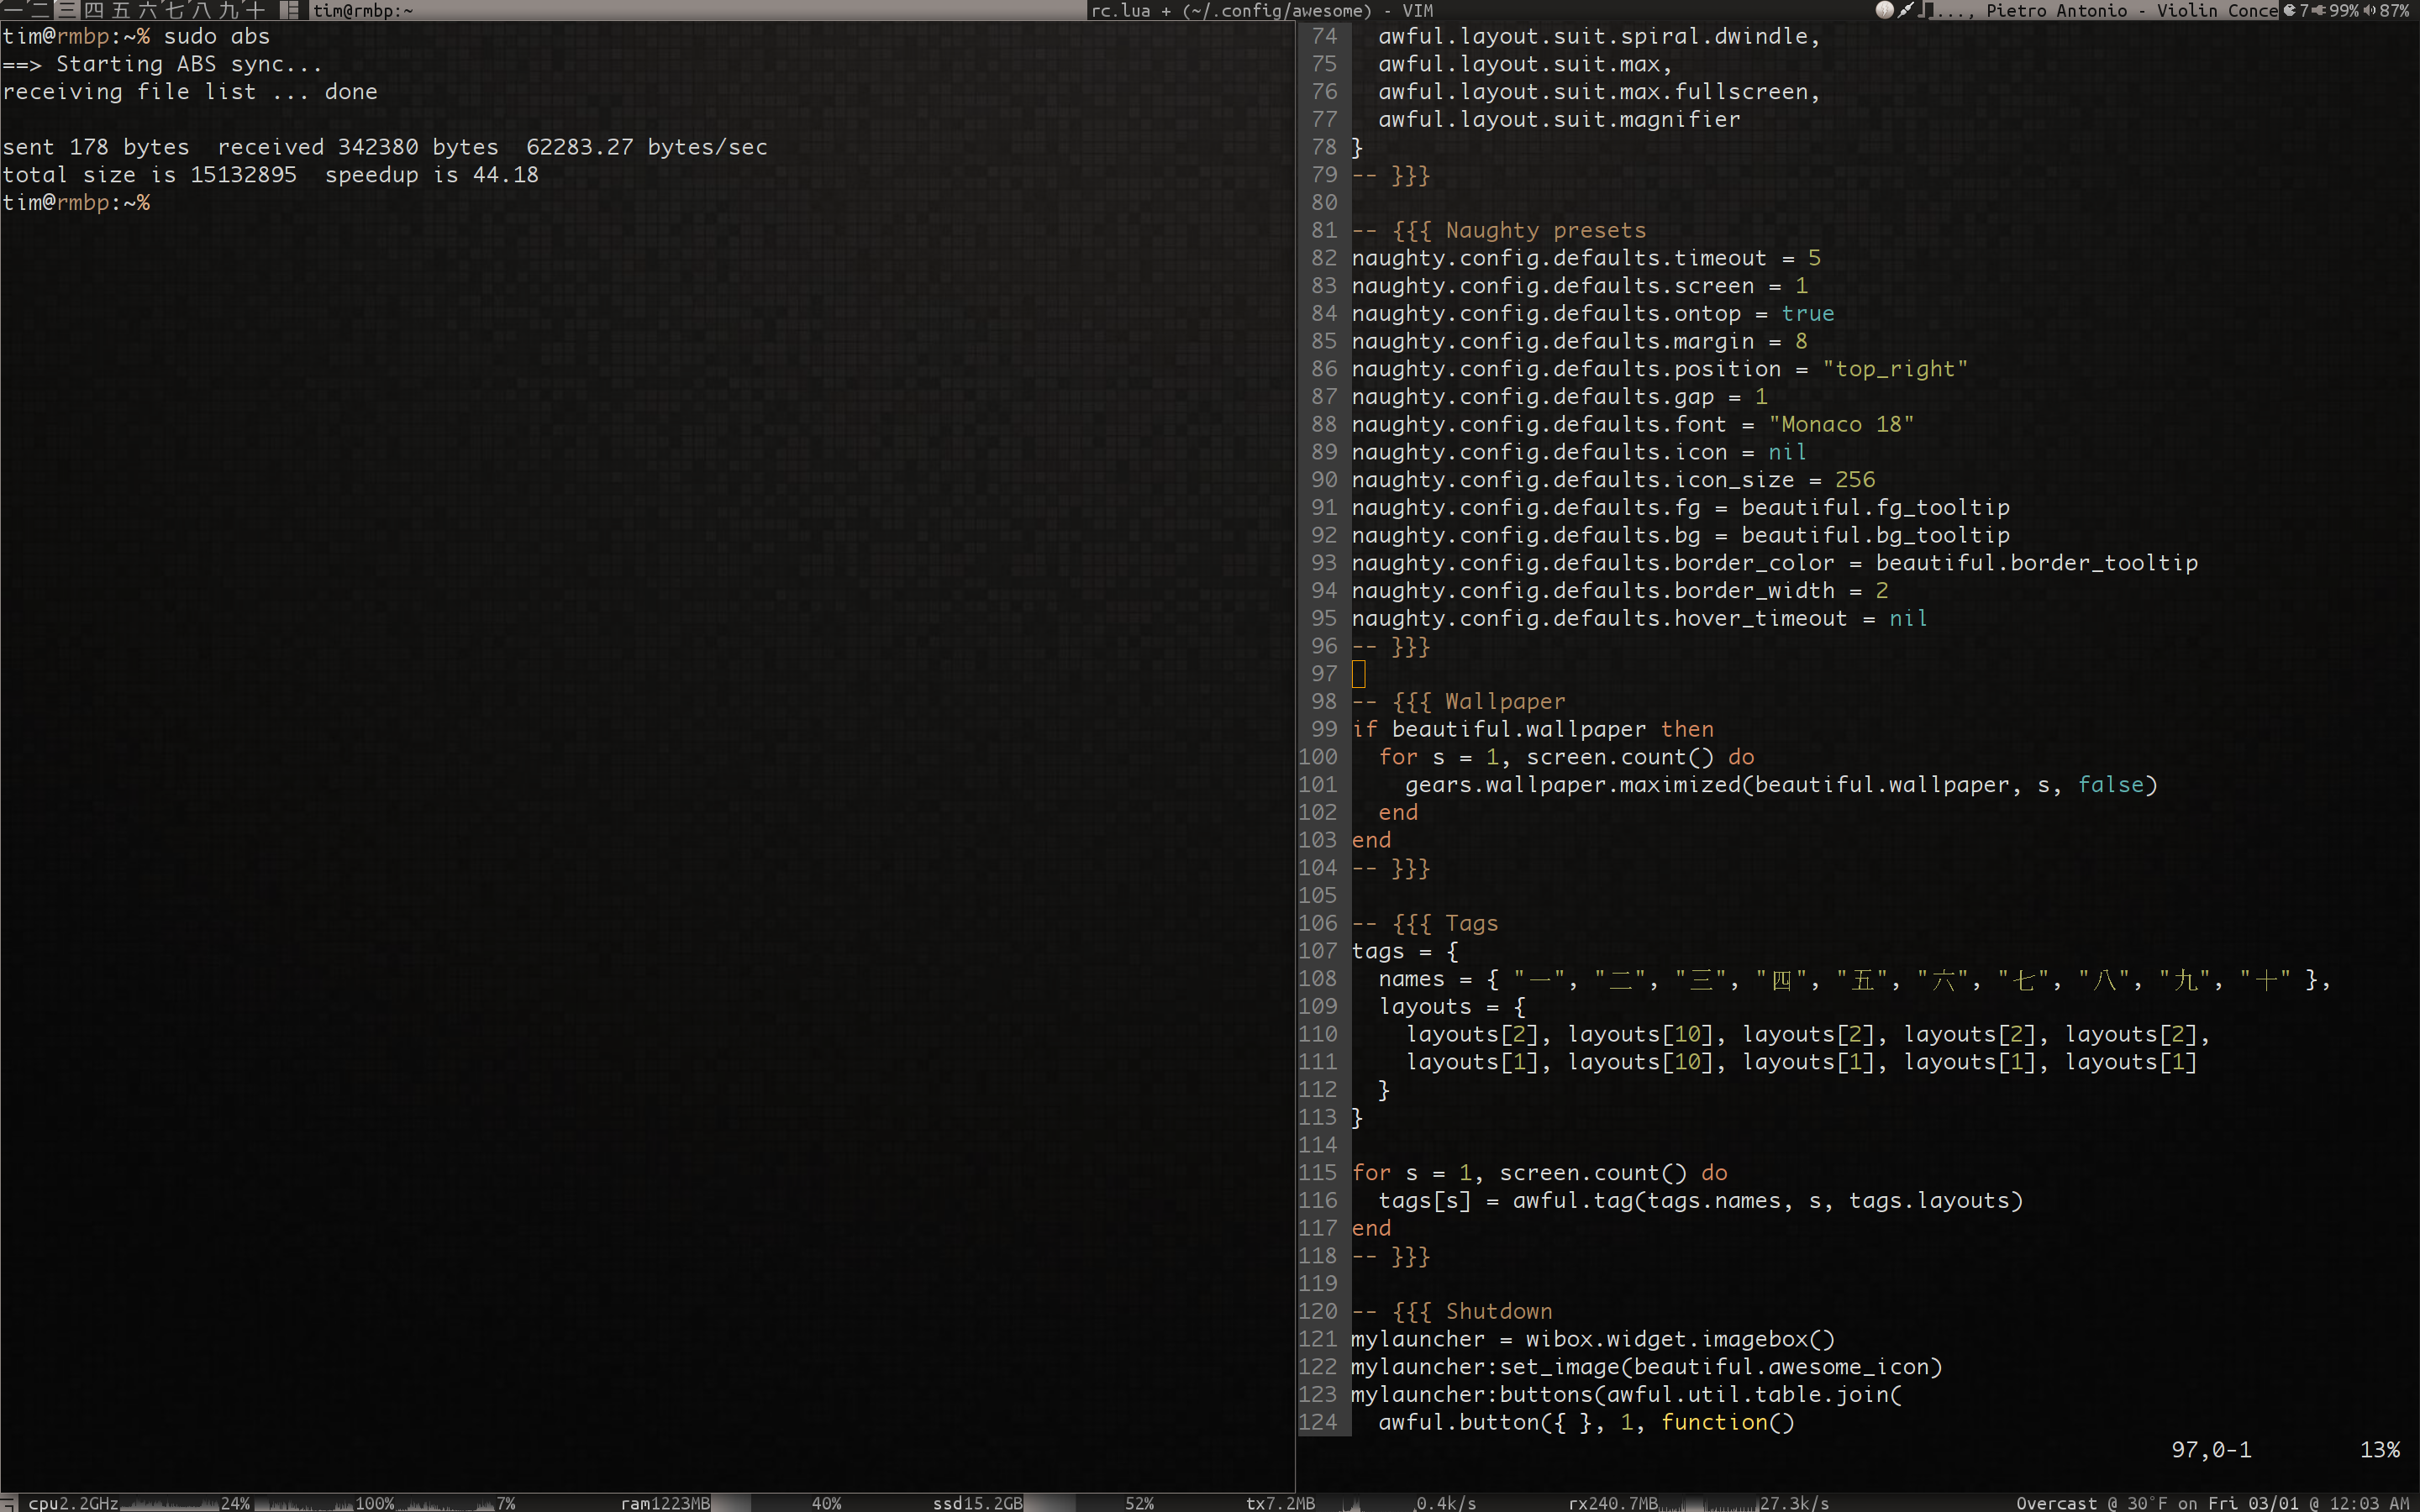 一 二 三 四 五 六 七 八 九 十 tim@rmbp:~ rc.lua + (~/.config/awesome) - VIM ..., Pietro Antonio - Violin Conce 7 99% 87%
tim@rmbp:~% sudo abs
==> Starting ABS sync...
receiving file list ... done
sent 178 bytes  received 342380 bytes  62283.27 bytes/sec
total size is 15132895  speedup is 44.18
tim@rmbp:~%
74   awful.layout.suit.spiral.dwindle,
75   awful.layout.suit.max,
76   awful.layout.suit.max.fullscreen,
77   awful.layout.suit.magnifier
78 }
79 -- }}}
80
81 -- {{{ Naughty presets
82 naughty.config.defaults.timeout = 5
83 naughty.config.defaults.screen = 1
84 naughty.config.defaults.ontop = true
85 naughty.config.defaults.margin = 8
86 naughty.config.defaults.position = "top_right"
87 naughty.config.defaults.gap = 1
88 naughty.config.defaults.font = "Monaco 18"
89 naughty.config.defaults.icon = nil
90 naughty.config.defaults.icon_size = 256
91 naughty.config.defaults.fg = beautiful.fg_tooltip
92 naughty.config.defaults.bg = beautiful.bg_tooltip
93 naughty.config.defaults.border_color = beautiful.border_tooltip
94 naughty.config.defaults.border_width = 2
95 naughty.config.defaults.hover_timeout = nil
96 -- }}}
97
98 -- {{{ Wallpaper
99 if beautiful.wallpaper then
100   for s = 1, screen.count() do
101     gears.wallpaper.maximized(beautiful.wallpaper, s, false)
102   end
103 end
104 -- }}}
105
106 -- {{{ Tags
107 tags = {
108   names = { "一", "二", "三", "四", "五", "六", "七", "八", "九", "十" },
109   layouts = {
110     layouts[2], layouts[10], layouts[2], layouts[2], layouts[2],
111     layouts[1], layouts[10], layouts[1], layouts[1], layouts[1]
112   }
113 }
114
115 for s = 1, screen.count() do
116   tags[s] = awful.tag(tags.names, s, tags.layouts)
117 end
118 -- }}}
119
120 -- {{{ Shutdown
121 mylauncher = wibox.widget.imagebox()
122 mylauncher:set_image(beautiful.awesome_icon)
123 mylauncher:buttons(awful.util.table.join(
124   awful.button({ }, 1, function()
97,0-1 13%
cpu2.2GHz 24% 100% 7% ram1223MB 40% ssd15.2GB 52% tx7.2MB 0.4k/s rx240.7MB 27.3k/s Overcast @ 30°F on Fri 03/01 @ 12:03 AM